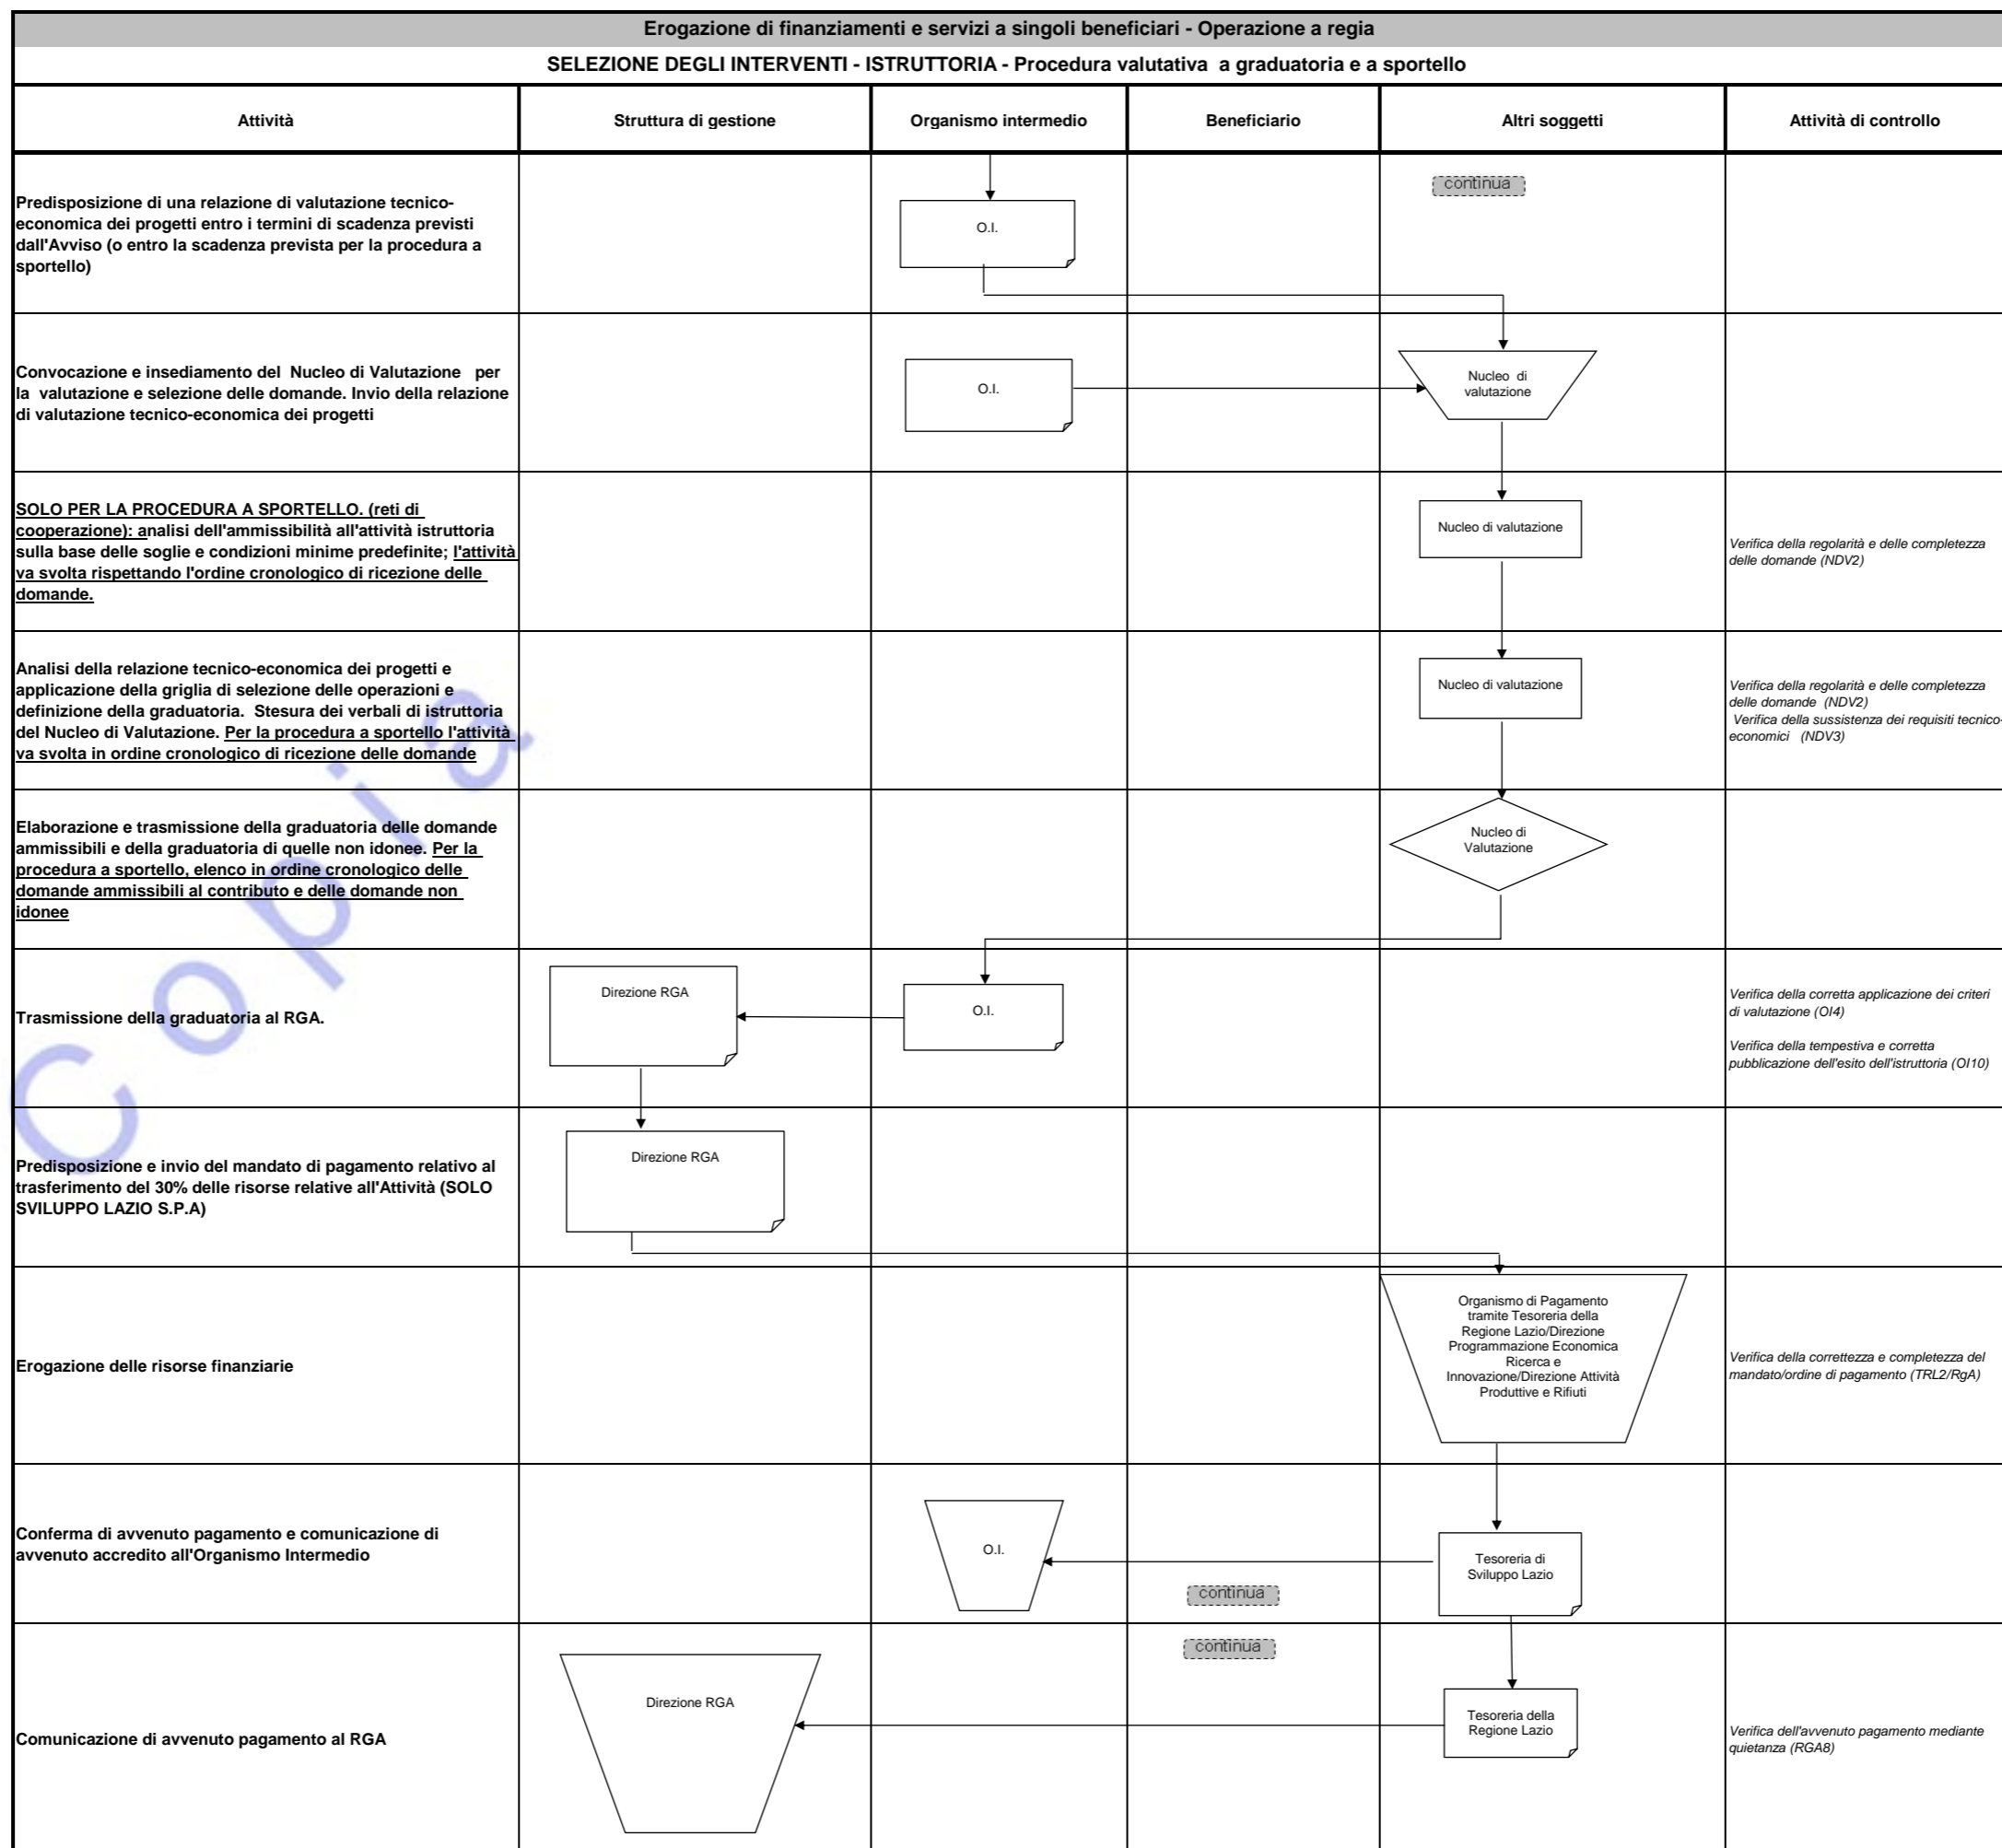 Erogazione di finanziamenti e servizi a singoli beneficiari - Operazione a regia
SELEZIONE DEGLI INTERVENTI - ISTRUTTORIA - Procedura valutativa a graduatoria e a sportello
Attività
Struttura di gestione
Organismo intermedio
Beneficiario
Altri soggetti
Attività di controllo
Predisposizione di una relazione di valutazione tecnico-
economica dei progetti entro i termini di scadenza previsti
dall'Avviso (o entro la scadenza prevista per la procedura a
sportello)
O.I.
continua
Convocazione e insediamento del Nucleo di Valutazione per
la valutazione e selezione delle domande. Invio della relazione
di valutazione tecnico-economica dei progetti
O.I.
Nucleo di
valutazione
SOLO PER LA PROCEDURA A SPORTELLO. (reti di
cooperazione): analisi dell'ammissibilità all'attività istruttoria
sulla base delle soglie e condizioni minime predefinite; l'attività
va svolta rispettando l'ordine cronologico di ricezione delle
domande.
Nucleo di valutazione
Verifica della regolarità e delle completezza
delle domande (NDV2)
Analisi della relazione tecnico-economica dei progetti e
applicazione della griglia di selezione delle operazioni e
definizione della graduatoria. Stesura dei verbali di istruttoria
del Nucleo di Valutazione. Per la procedura a sportello l'attività
va svolta in ordine cronologico di ricezione delle domande
Nucleo di valutazione
Verifica della regolarità e delle completezza
delle domande (NDV2)
Verifica della sussistenza dei requisiti tecnico-
economici (NDV3)
Elaborazione e trasmissione della graduatoria delle domande
ammissibili e della graduatoria di quelle non idonee. Per la
procedura a sportello, elenco in ordine cronologico delle
domande ammissibili al contributo e delle domande non
idonee
Nucleo di
Valutazione
Trasmissione della graduatoria al RGA.
Direzione RGA
O.I.
Verifica della corretta applicazione dei criteri
di valutazione (OI4)
Verifica della tempestiva e corretta
pubblicazione dell'esito dell'istruttoria (OI10)
Predisposizione e invio del mandato di pagamento relativo al
trasferimento del 30% delle risorse relative all'Attività (SOLO
SVILUPPO LAZIO S.P.A)
Direzione RGA
Erogazione delle risorse finanziarie
Organismo di Pagamento
tramite Tesoreria della
Regione Lazio/Direzione
Programmazione Economica
Ricerca e
Innovazione/Direzione Attività
Produttive e Rifiuti
Verifica della correttezza e completezza del
mandato/ordine di pagamento (TRL2/RgA)
Conferma di avvenuto pagamento e comunicazione di
avvenuto accredito all'Organismo Intermedio
O.I.
continua
Tesoreria di
Sviluppo Lazio
Comunicazione di avvenuto pagamento al RGA
Direzione RGA
continua
Tesoreria della
Regione Lazio
Verifica dell'avvenuto pagamento mediante
quietanza (RGA8)
Copia